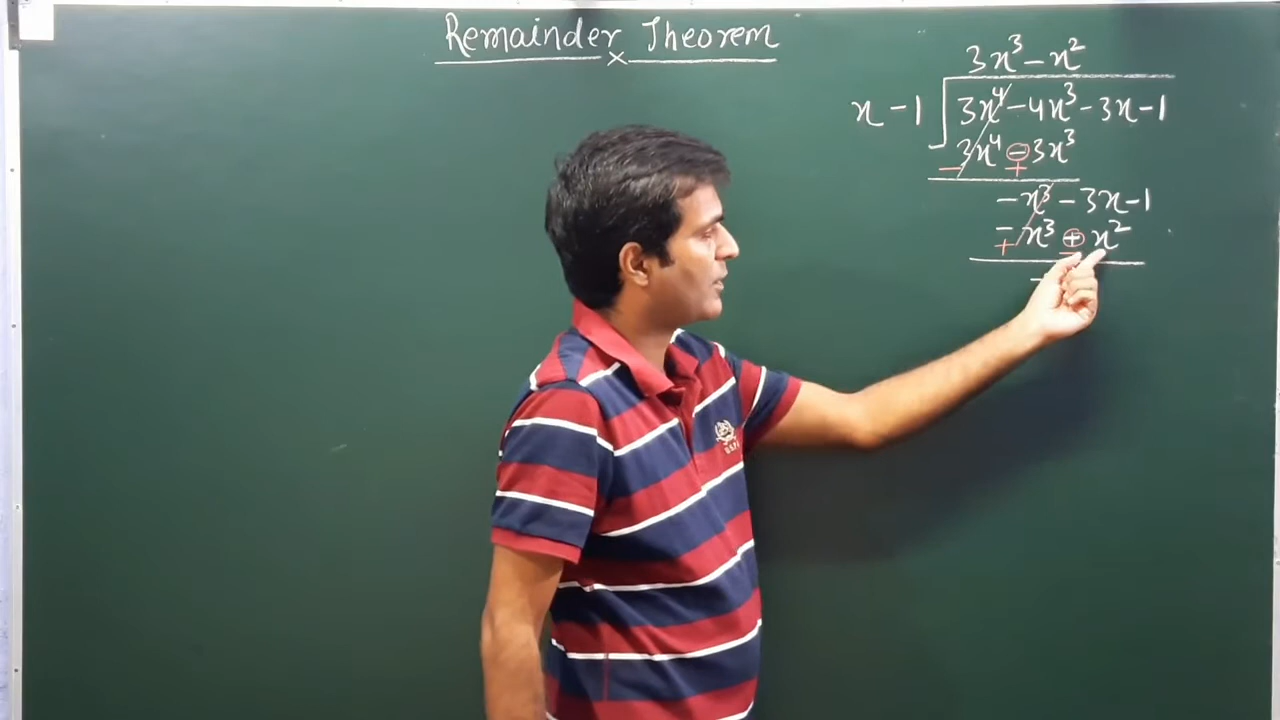 Remainder Theorem
×
3x³ - x²
x - 1 3x⁴ - 4x³ - 3x - 1
3x⁴ - 3x³
- +
- x³ - 3x - 1
- x³ + x²
+ -
-